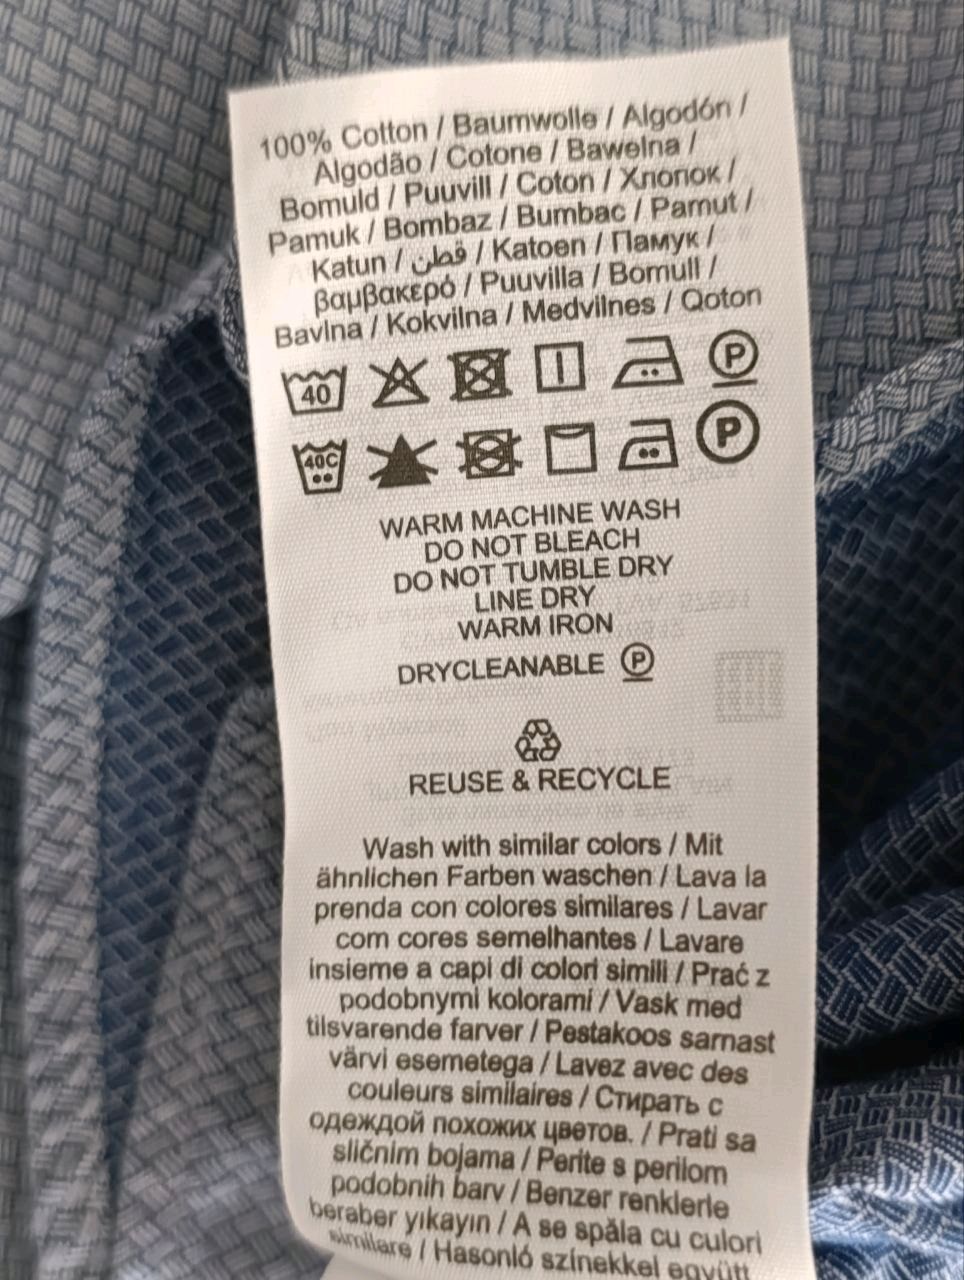 100% Cotton / Baumwolle / Algodón /
Algodão / Cotone / Bawełna /
Bomuld / Puuvill / Coton / Хлопок /
Pamuk / Bombaz / Bumbac / Pamut /
Katun / قطن / Katoen / Памук /
βαμβακερό / Puuvilla / Bomull /
Bavlna / Kokvilna / Medvilnes / Qoton
40
P
40C
P
WARM MACHINE WASH
DO NOT BLEACH
DO NOT TUMBLE DRY
LINE DRY
WARM IRON
DRYCLEANABLE P
REUSE & RECYCLE
Wash with similar colors / Mit
ähnlichen Farben waschen / Lava la
prenda con colores similares / Lavar
com cores semelhantes / Lavare
insieme a capi di colori simili / Prać z
podobnymi kolorami / Vask med
tilsvarende farver / Pestakoos sarnast
värvi esemetega / Lavez avec des
couleurs similaires / Стирать с
одеждой похожих цветов. / Prati sa
sličnim bojama / Perite s perilom
podobnih barv / Benzer renklerle
beraber yıkayın / A se spăla cu culori
similare / Hasonló színekkel együtt